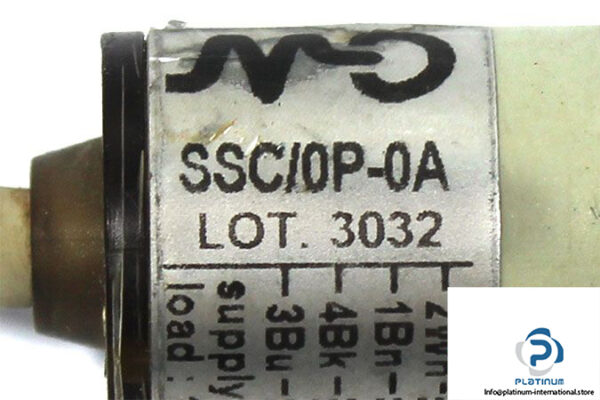 SSC/0P-0A
LOT. 3032
1Bn-
4Bk-
3Bu-
supply
load:
PLATINUM
Info@platinum-international.store